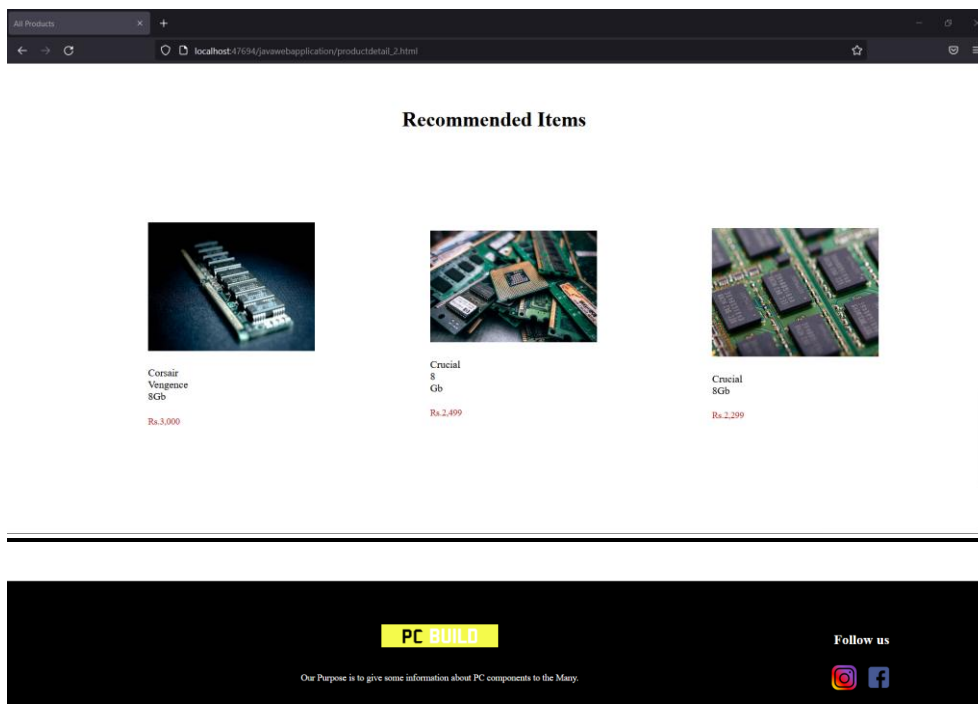 All Products
localhost:47694/javawebapplication/productdetail_2.html
Recommended Items
Corsair
Vengence
8Gb
Rs.3,000
Crucial
8
Gb
Rs.2,499
Crucial
8Gb
Rs.2,299
PC BUILD
Follow us
Our Purpose is to give some information about PC components to the Many.